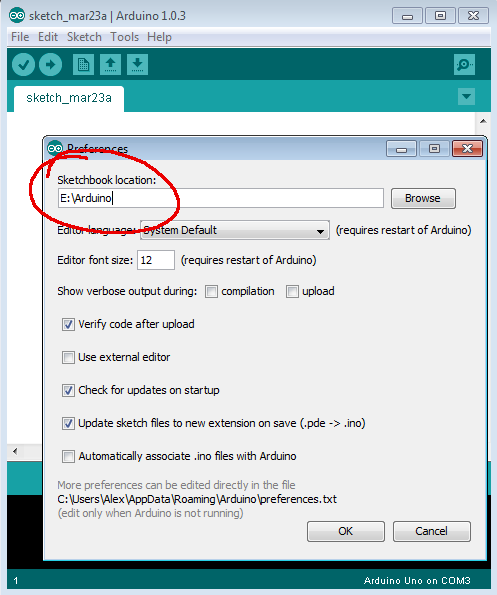 sketch_mar23a | Arduino 1.0.3
File Edit Sketch Tools Help
sketch_mar23a
Preferences
Sketchbook location:
E:\Arduino
Browse
Editor language: System Default (requires restart of Arduino)
Editor font size: 12 (requires restart of Arduino)
Show verbose output during: compilation upload
Verify code after upload
Use external editor
Check for updates on startup
Update sketch files to new extension on save (.pde -> .ino)
Automatically associate .ino files with Arduino
More preferences can be edited directly in the file
C:\Users\Alex\AppData\Roaming\Arduino\preferences.txt
(edit only when Arduino is not running)
OK Cancel
1 Arduino Uno on COM3